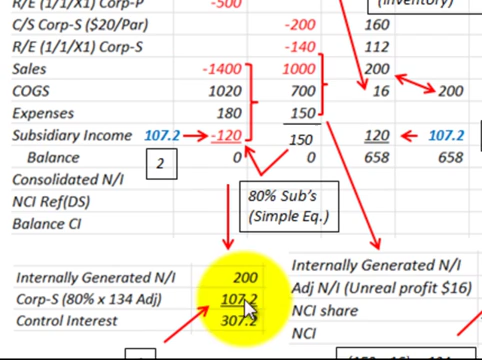 (Inventory)
R/E (1/1/X1) Corp-P -500
C/S Corp-S ($20/Par) -200 160
R/E (1/1/X1) Corp-S -140 112
Sales -1400 1000 200
COGS 1020 700 16 200
Expenses 180 150
Subsidiary Income 107.2 -120 150 120 107.2
Balance 0 0 658 658
Consolidated N/I 2
NCI Ref(DS) 80% Sub's
Balance CI (Simple Eq.)
Internally Generated N/I 200 Internally Generated N/I
Corp-S (80% x 134 Adj) 107.2 Adj N/I (Unreal profit $16)
Control Interest 307.2 NCI share
NCI